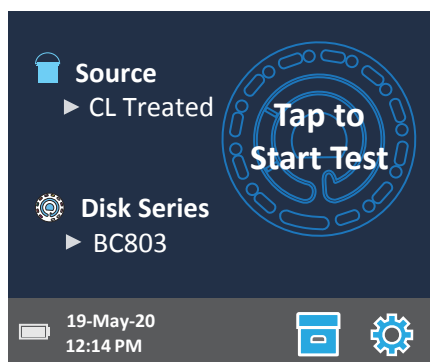 Source
CL Treated
Tap to
Start Test
Disk Series
BC803
19-May-20
12:14 PM